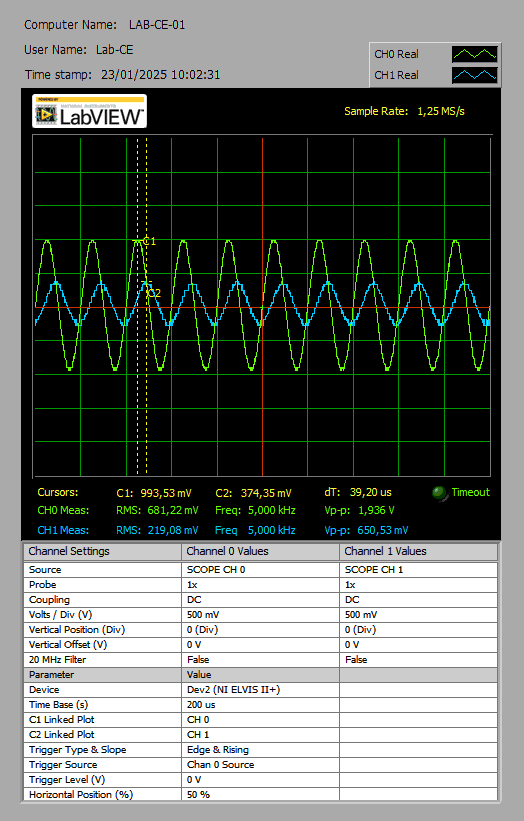 Computer Name: LAB-CE-01
User Name: Lab-CE
CH0 Real
Time stamp: 23/01/2025 10:02:31
CH1 Real
POWERED BY
NATIONAL INSTRUMENTS
LabVIEW™
Sample Rate: 1,25 MS/s
C1
C2
Cursors: C1: 993,53 mV C2: 374,35 mV dT: 39,20 us Timeout
CH0 Meas: RMS: 681,22 mV Freq: 5,000 kHz Vp-p: 1,936 V
CH1 Meas: RMS: 219,08 mV Freq 5,000 kHz Vp-p: 650,53 mV
Channel Settings Channel 0 Values Channel 1 Values
Source SCOPE CH 0 SCOPE CH 1
Probe 1x 1x
Coupling DC DC
Volts / Div (V) 500 mV 500 mV
Vertical Position (Div) 0 (Div) 0 (Div)
Vertical Offset (V) 0 V 0 V
20 MHz Filter False False
Parameter Value
Device Dev2 (NI ELVIS II+)
Time Base (s) 200 us
C1 Linked Plot CH 0
C2 Linked Plot CH 1
Trigger Type & Slope Edge & Rising
Trigger Source Chan 0 Source
Trigger Level (V) 0 V
Horizontal Position (%) 50 %